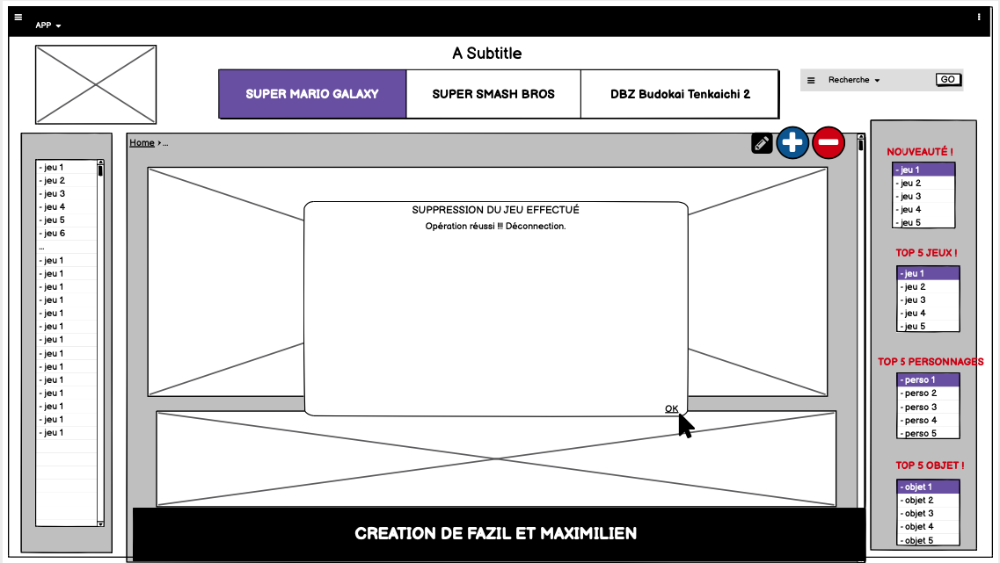 APP
A Subtitle
SUPER MARIO GALAXY
SUPER SMASH BROS
DBZ Budokai Tenkaichi 2
Recherche
GO
- jeu 1
- jeu 2
- jeu 3
- jeu 4
- jeu 5
- jeu 6
...
- jeu 1
- jeu 1
- jeu 1
- jeu 1
- jeu 1
- jeu 1
- jeu 1
- jeu 1
- jeu 1
- jeu 1
- jeu 1
- jeu 1
- jeu 1
- jeu 1
Home > ...
SUPPRESSION DU JEU EFFECTUÉ
Opération réussi !!! Déconnection.
OK
CREATION DE FAZIL ET MAXIMILIEN
NOUVEAUTÉ !
- jeu 1
- jeu 2
- jeu 3
- jeu 4
- jeu 5
TOP 5 JEUX !
- jeu 1
- jeu 2
- jeu 3
- jeu 4
- jeu 5
TOP 5 PERSONNAGES
- perso 1
- perso 2
- perso 3
- perso 4
- perso 5
TOP 5 OBJET !
- objet 1
- objet 2
- objet 3
- objet 4
- objet 5